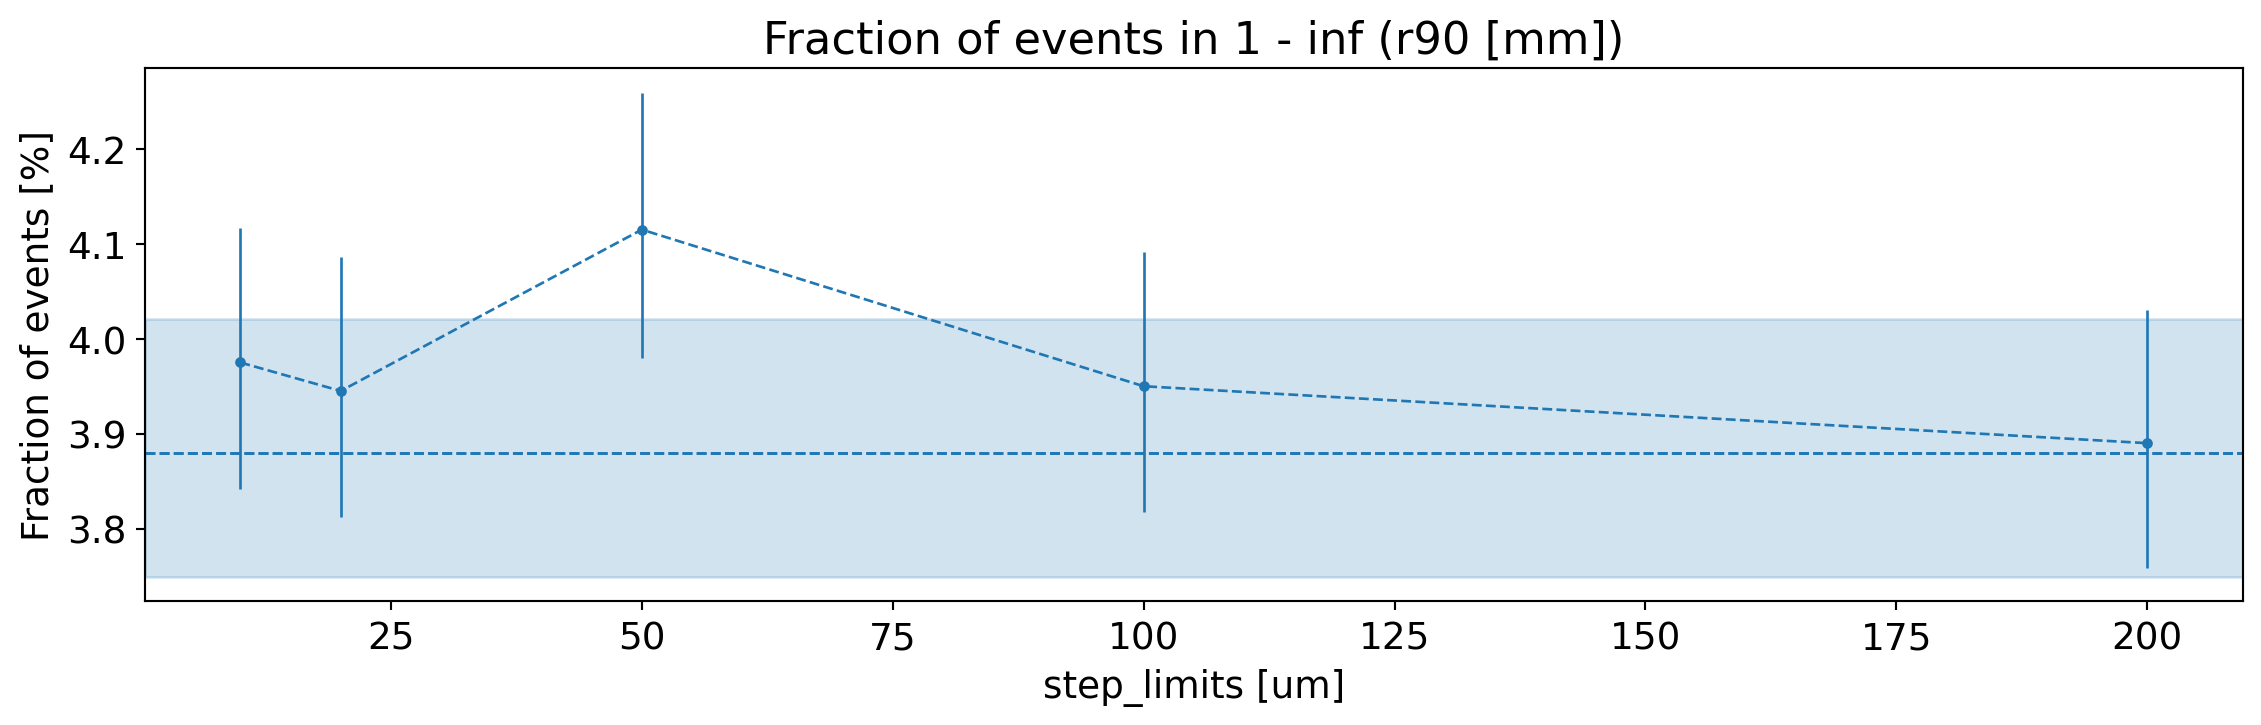 Fraction of events in 1 - inf (r90 [mm])
Fraction of events [%]
4.2
4.1
4.0
3.9
3.8
25 50 75 100 125 150 175 200
step_limits [um]